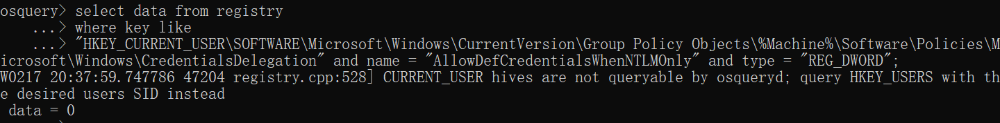 osquery> select data from registry
...> where key like
...> "HKEY_CURRENT_USER\SOFTWARE\Microsoft\Windows\CurrentVersion\Group Policy Objects\%Machine%\Software\Policies\M
icrosoft\Windows\CredentialsDelegation" and name = "AllowDefCredentialsWhenNTLMOnly" and type = "REG_DWORD";
W0217 20:37:59.747786 47204 registry.cpp:528] CURRENT_USER hives are not queryable by osqueryd; query HKEY_USERS with th
e desired users SID instead
data = 0